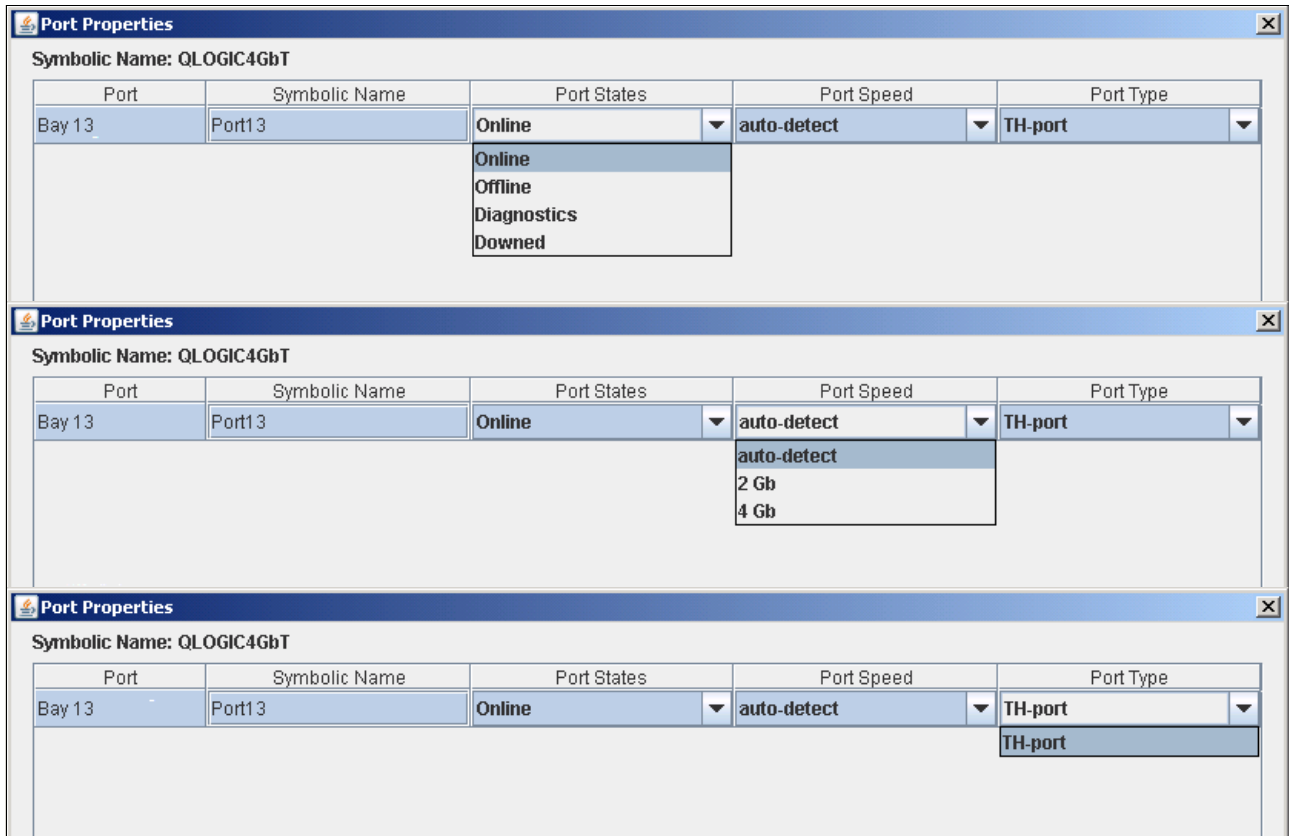 Port Properties
Symbolic Name: QLOGIC4GbT
Port Symbolic Name Port States Port Speed Port Type
Bay 13 Port13 Online auto-detect TH-port
Online
Offline
Diagnostics
Downed
Port Properties
Symbolic Name: QLOGIC4GbT
Port Symbolic Name Port States Port Speed Port Type
Bay 13 Port13 Online auto-detect TH-port
auto-detect
2 Gb
4 Gb
Port Properties
Symbolic Name: QLOGIC4GbT
Port Symbolic Name Port States Port Speed Port Type
Bay 13 Port13 Online auto-detect TH-port
TH-port